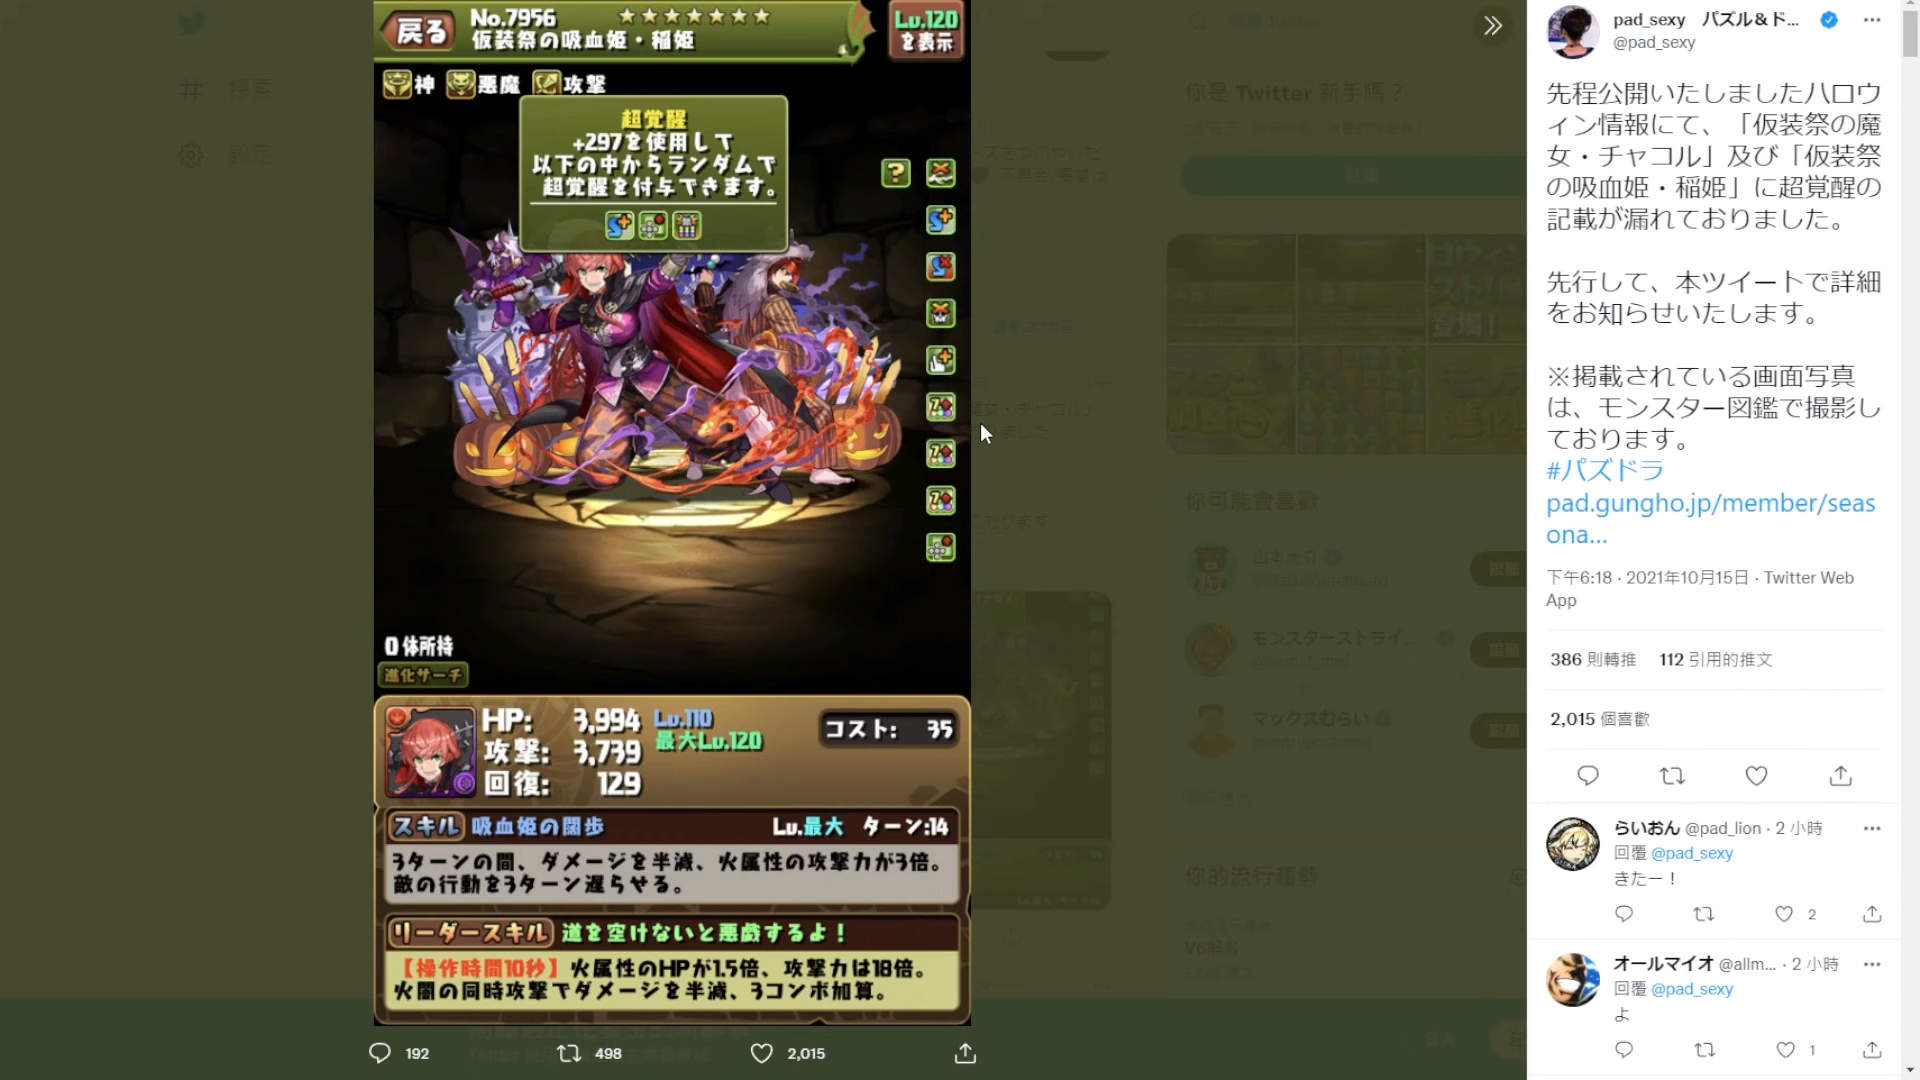 戻る
No.7956 ★★★★★★★
仮装祭の吸血姫・稲姫
Lv.120
を表示
神 悪魔 攻撃
超覚醒
+297を使用して
以下の中からランダムで
超覚醒を付与できます。
0体所持
進化サーチ
HP: 3,994 Lv.110
最大Lv.120
攻撃: 3,739
回復: 129
コスト: 35
スキル 吸血姫の闊歩 Lv.最大 ターン:14
3ターンの間、ダメージを半減、火属性の攻撃力が3倍。
敵の行動を3ターン遅らせる。
リーダースキル 道を空けないと悪戯するよ！
【操作時間10秒】火属性のHPが1.5倍、攻撃力は18倍。
火闇の同時攻撃でダメージを半減、3コンボ加算。
192 498 2,015
探索
設定
你是 Twitter 新手嗎？
你可能會喜歡
モンスターストライ...
マックスむらい
你的流行趨勢
pad_sexy パズル＆ド...
@pad_sexy
先程公開いたしましたハロウ
ィン情報にて、「仮装祭の魔
女・チャコル」及び「仮装祭
の吸血姫・稲姫」に超覚醒の
記載が漏れておりました。
先行して、本ツイートで詳細
をお知らせいたします。
※掲載されている画面写真
は、モンスター図鑑で撮影し
ております。
#パズドラ
pad.gungho.jp/member/seas
ona...
下午6:18 · 2021年10月15日 · Twitter Web
App
386 則轉推 112 引用的推文
2,015 個喜歡
らいおん @pad_lion · 2 小時
回覆 @pad_sexy
きたー！
2
オールマイオ @allm... · 2 小時
回覆 @pad_sexy
よ
1